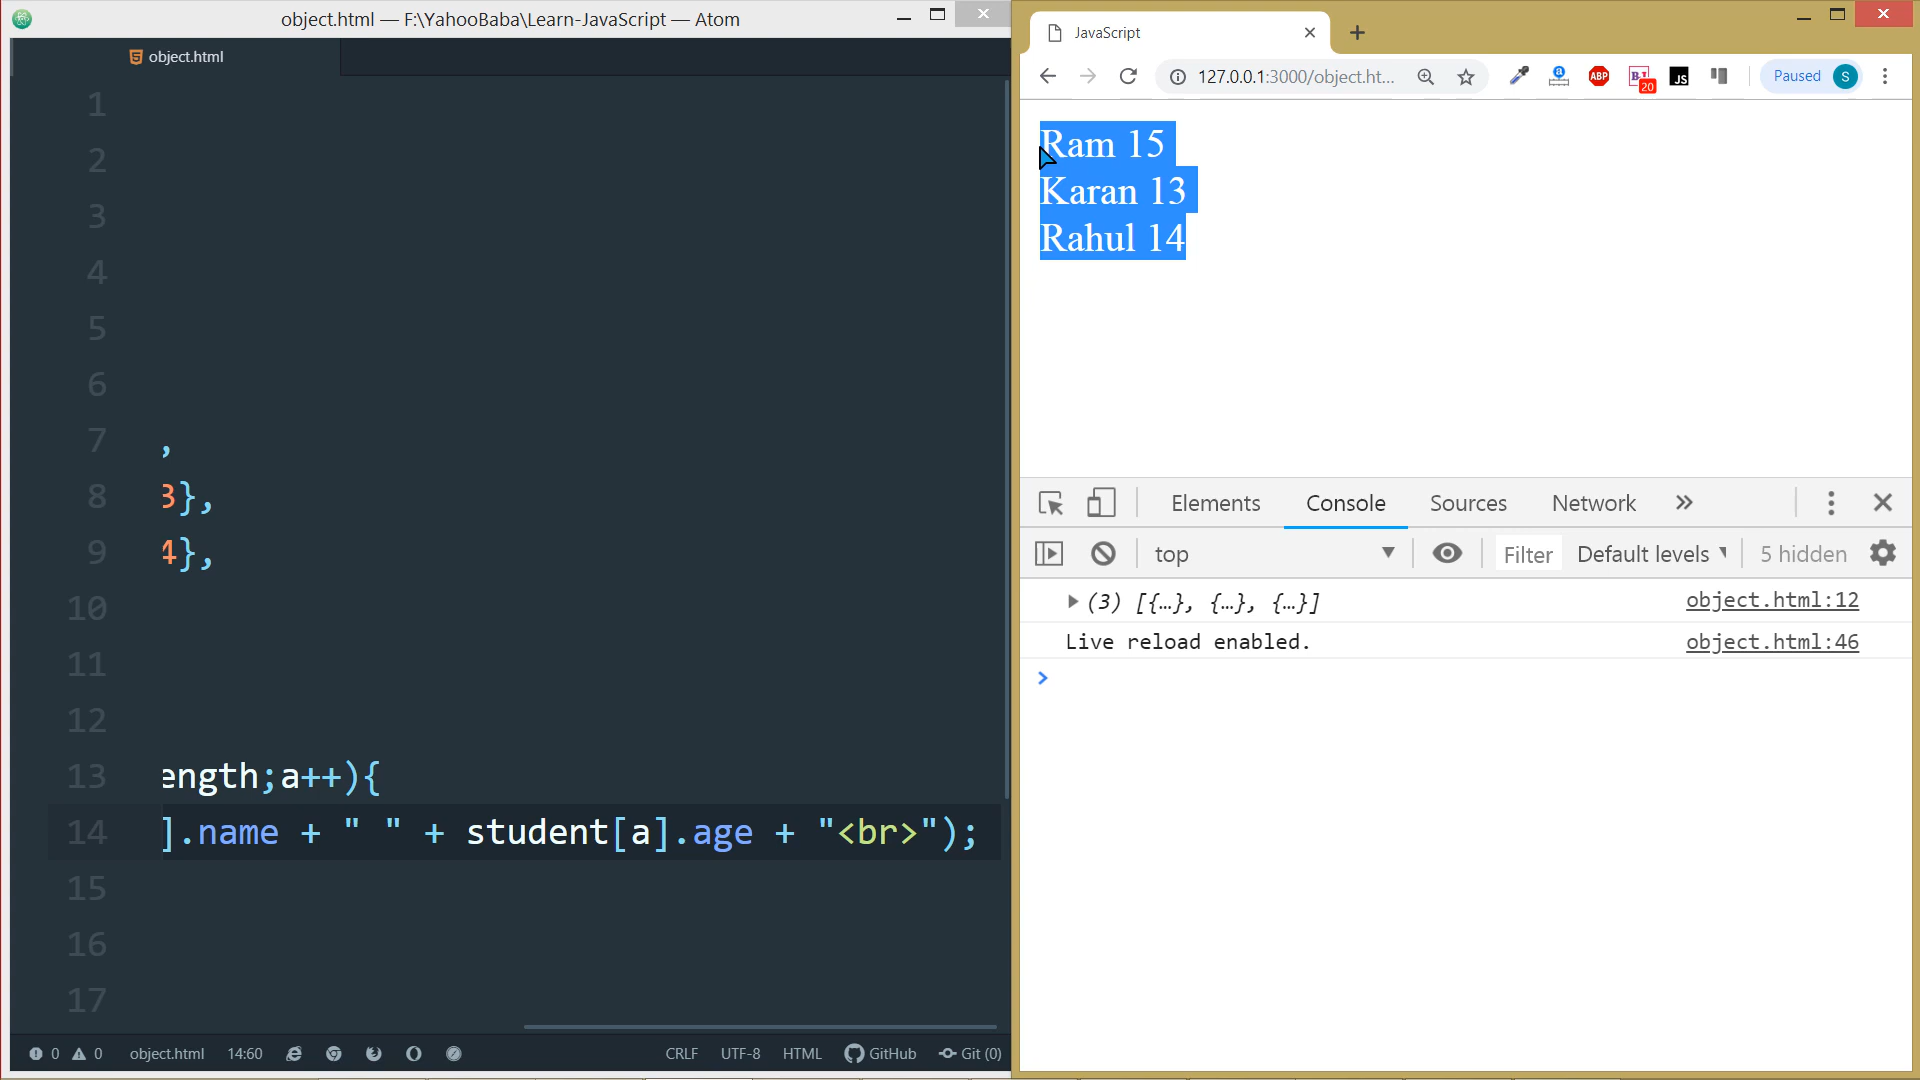 object.html — F:\YahooBaba\Learn-JavaScript — Atom
object.html
1
2
3
4
5
6
7 ,
8 3},
9 4},
10
11
12
13 ength;a++){
14 ].name + " " + student[a].age + "<br>");
15
16
17
0 0 object.html 14:60 CRLF UTF-8 HTML GitHub Git (0)
JavaScript
127.0.0.1:3000/object.ht... ABP 20 JS Paused S
Ram 15
Karan 13
Rahul 14
Elements Console Sources Network »
top Filter Default levels 5 hidden
(3) [{…}, {…}, {…}] object.html:12
Live reload enabled. object.html:46